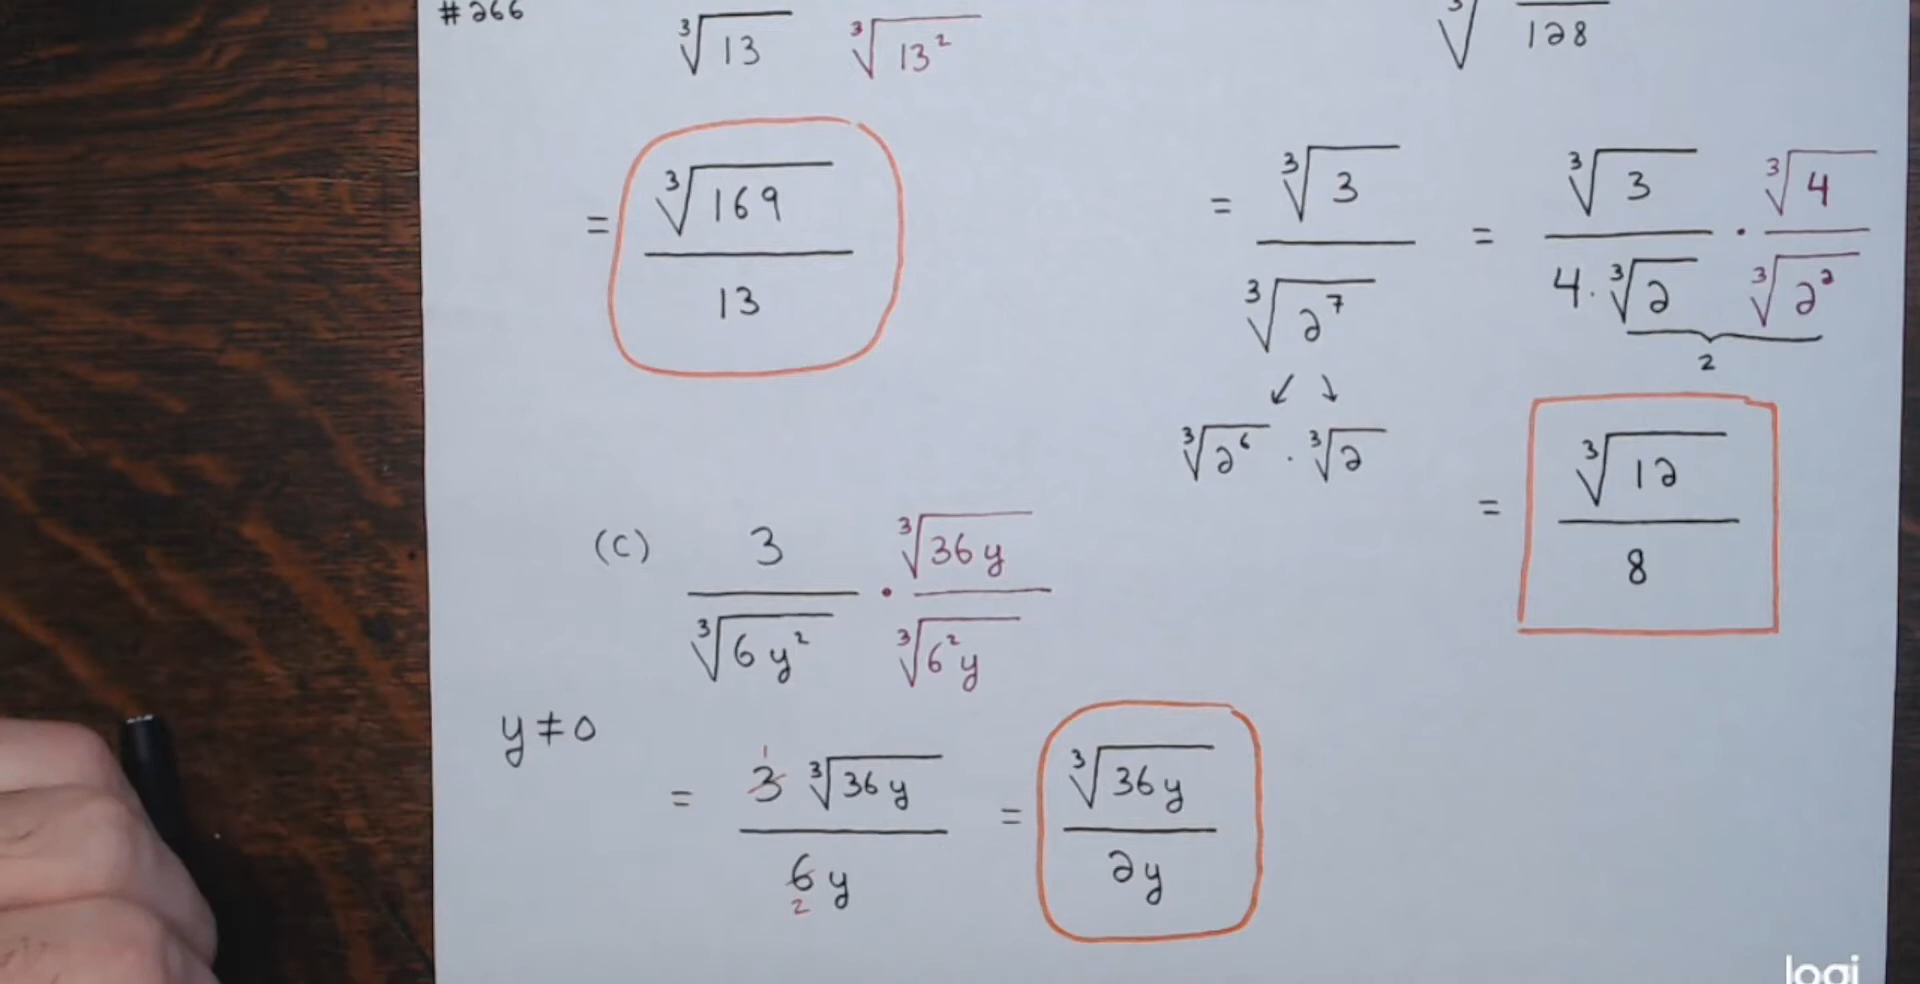 #266
∛13 ∛13²
= ∛169 / 13
∛ 128
= ∛3 / ∛2⁷ = ∛3 / 4·∛2 · ∛4 / ∛2²
2
↙ ↘
∛2⁶ · ∛2
= ∛12 / 8
(C) 3 / ∛6y² · ∛36y / ∛6²y
y ≠ 0
= 3 ∛36y / 6y = ∛36y / 2y
1
2
logi